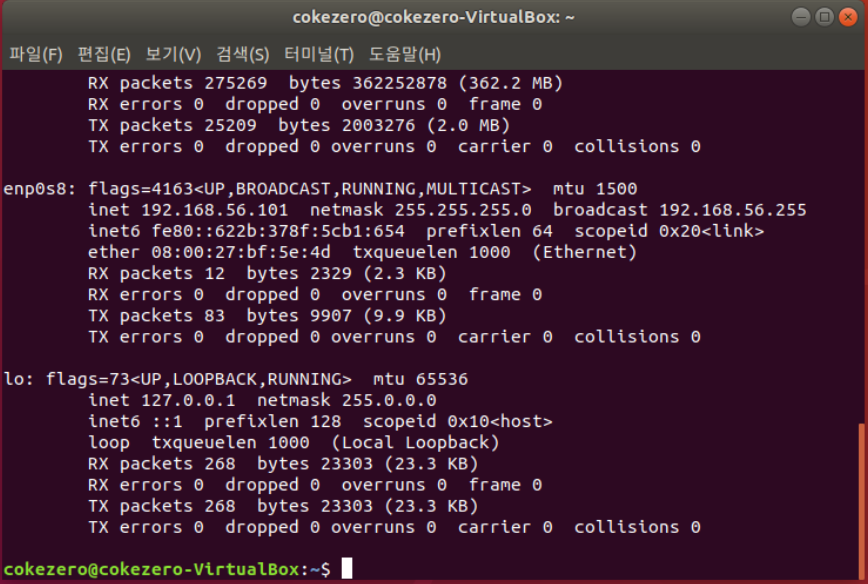 cokezero@cokezero-VirtualBox: ~
파일(F) 편집(E) 보기(V) 검색(S) 터미널(T) 도움말(H)
RX packets 275269  bytes 362252878 (362.2 MB)
RX errors 0  dropped 0  overruns 0  frame 0
TX packets 25209  bytes 2003276 (2.0 MB)
TX errors 0  dropped 0 overruns 0  carrier 0  collisions 0
enp0s8: flags=4163<UP,BROADCAST,RUNNING,MULTICAST>  mtu 1500
inet 192.168.56.101  netmask 255.255.255.0  broadcast 192.168.56.255
inet6 fe80::622b:378f:5cb1:654  prefixlen 64  scopeid 0x20<link>
ether 08:00:27:bf:5e:4d  txqueuelen 1000  (Ethernet)
RX packets 12  bytes 2329 (2.3 KB)
RX errors 0  dropped 0  overruns 0  frame 0
TX packets 83  bytes 9907 (9.9 KB)
TX errors 0  dropped 0 overruns 0  carrier 0  collisions 0
lo: flags=73<UP,LOOPBACK,RUNNING>  mtu 65536
inet 127.0.0.1  netmask 255.0.0.0
inet6 ::1  prefixlen 128  scopeid 0x10<host>
loop  txqueuelen 1000  (Local Loopback)
RX packets 268  bytes 23303 (23.3 KB)
RX errors 0  dropped 0  overruns 0  frame 0
TX packets 268  bytes 23303 (23.3 KB)
TX errors 0  dropped 0 overruns 0  carrier 0  collisions 0
cokezero@cokezero-VirtualBox:~$